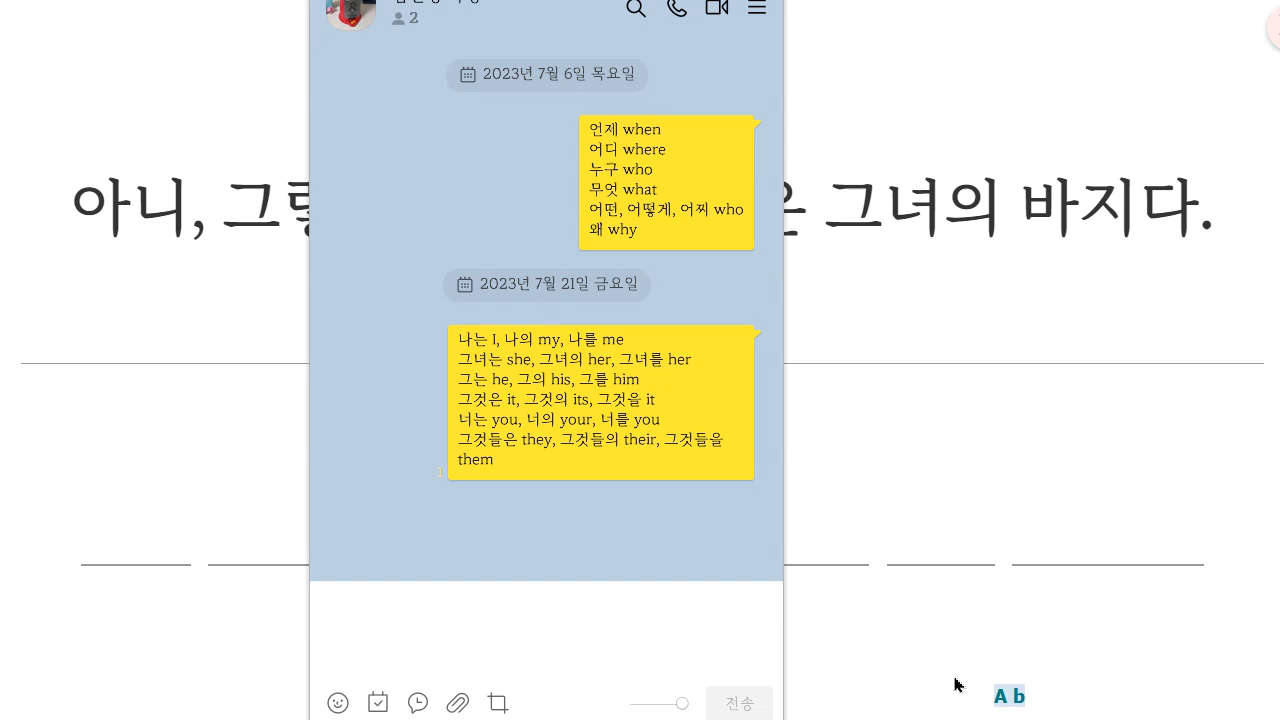 2
2023년 7월 6일 목요일
언제 when
어디 where
누구 who
무엇 what
어떤, 어떻게, 어찌 who
왜 why
아니, 그 그녀의 바지다.
2023년 7월 21일 금요일
나는 I, 나의 my, 나를 me
그녀는 she, 그녀의 her, 그녀를 her
그는 he, 그의 his, 그를 him
그것은 it, 그것의 its, 그것을 it
너는 you, 너의 your, 너를 you
그것들은 they, 그것들의 their, 그것들을
them
1
전송
A b